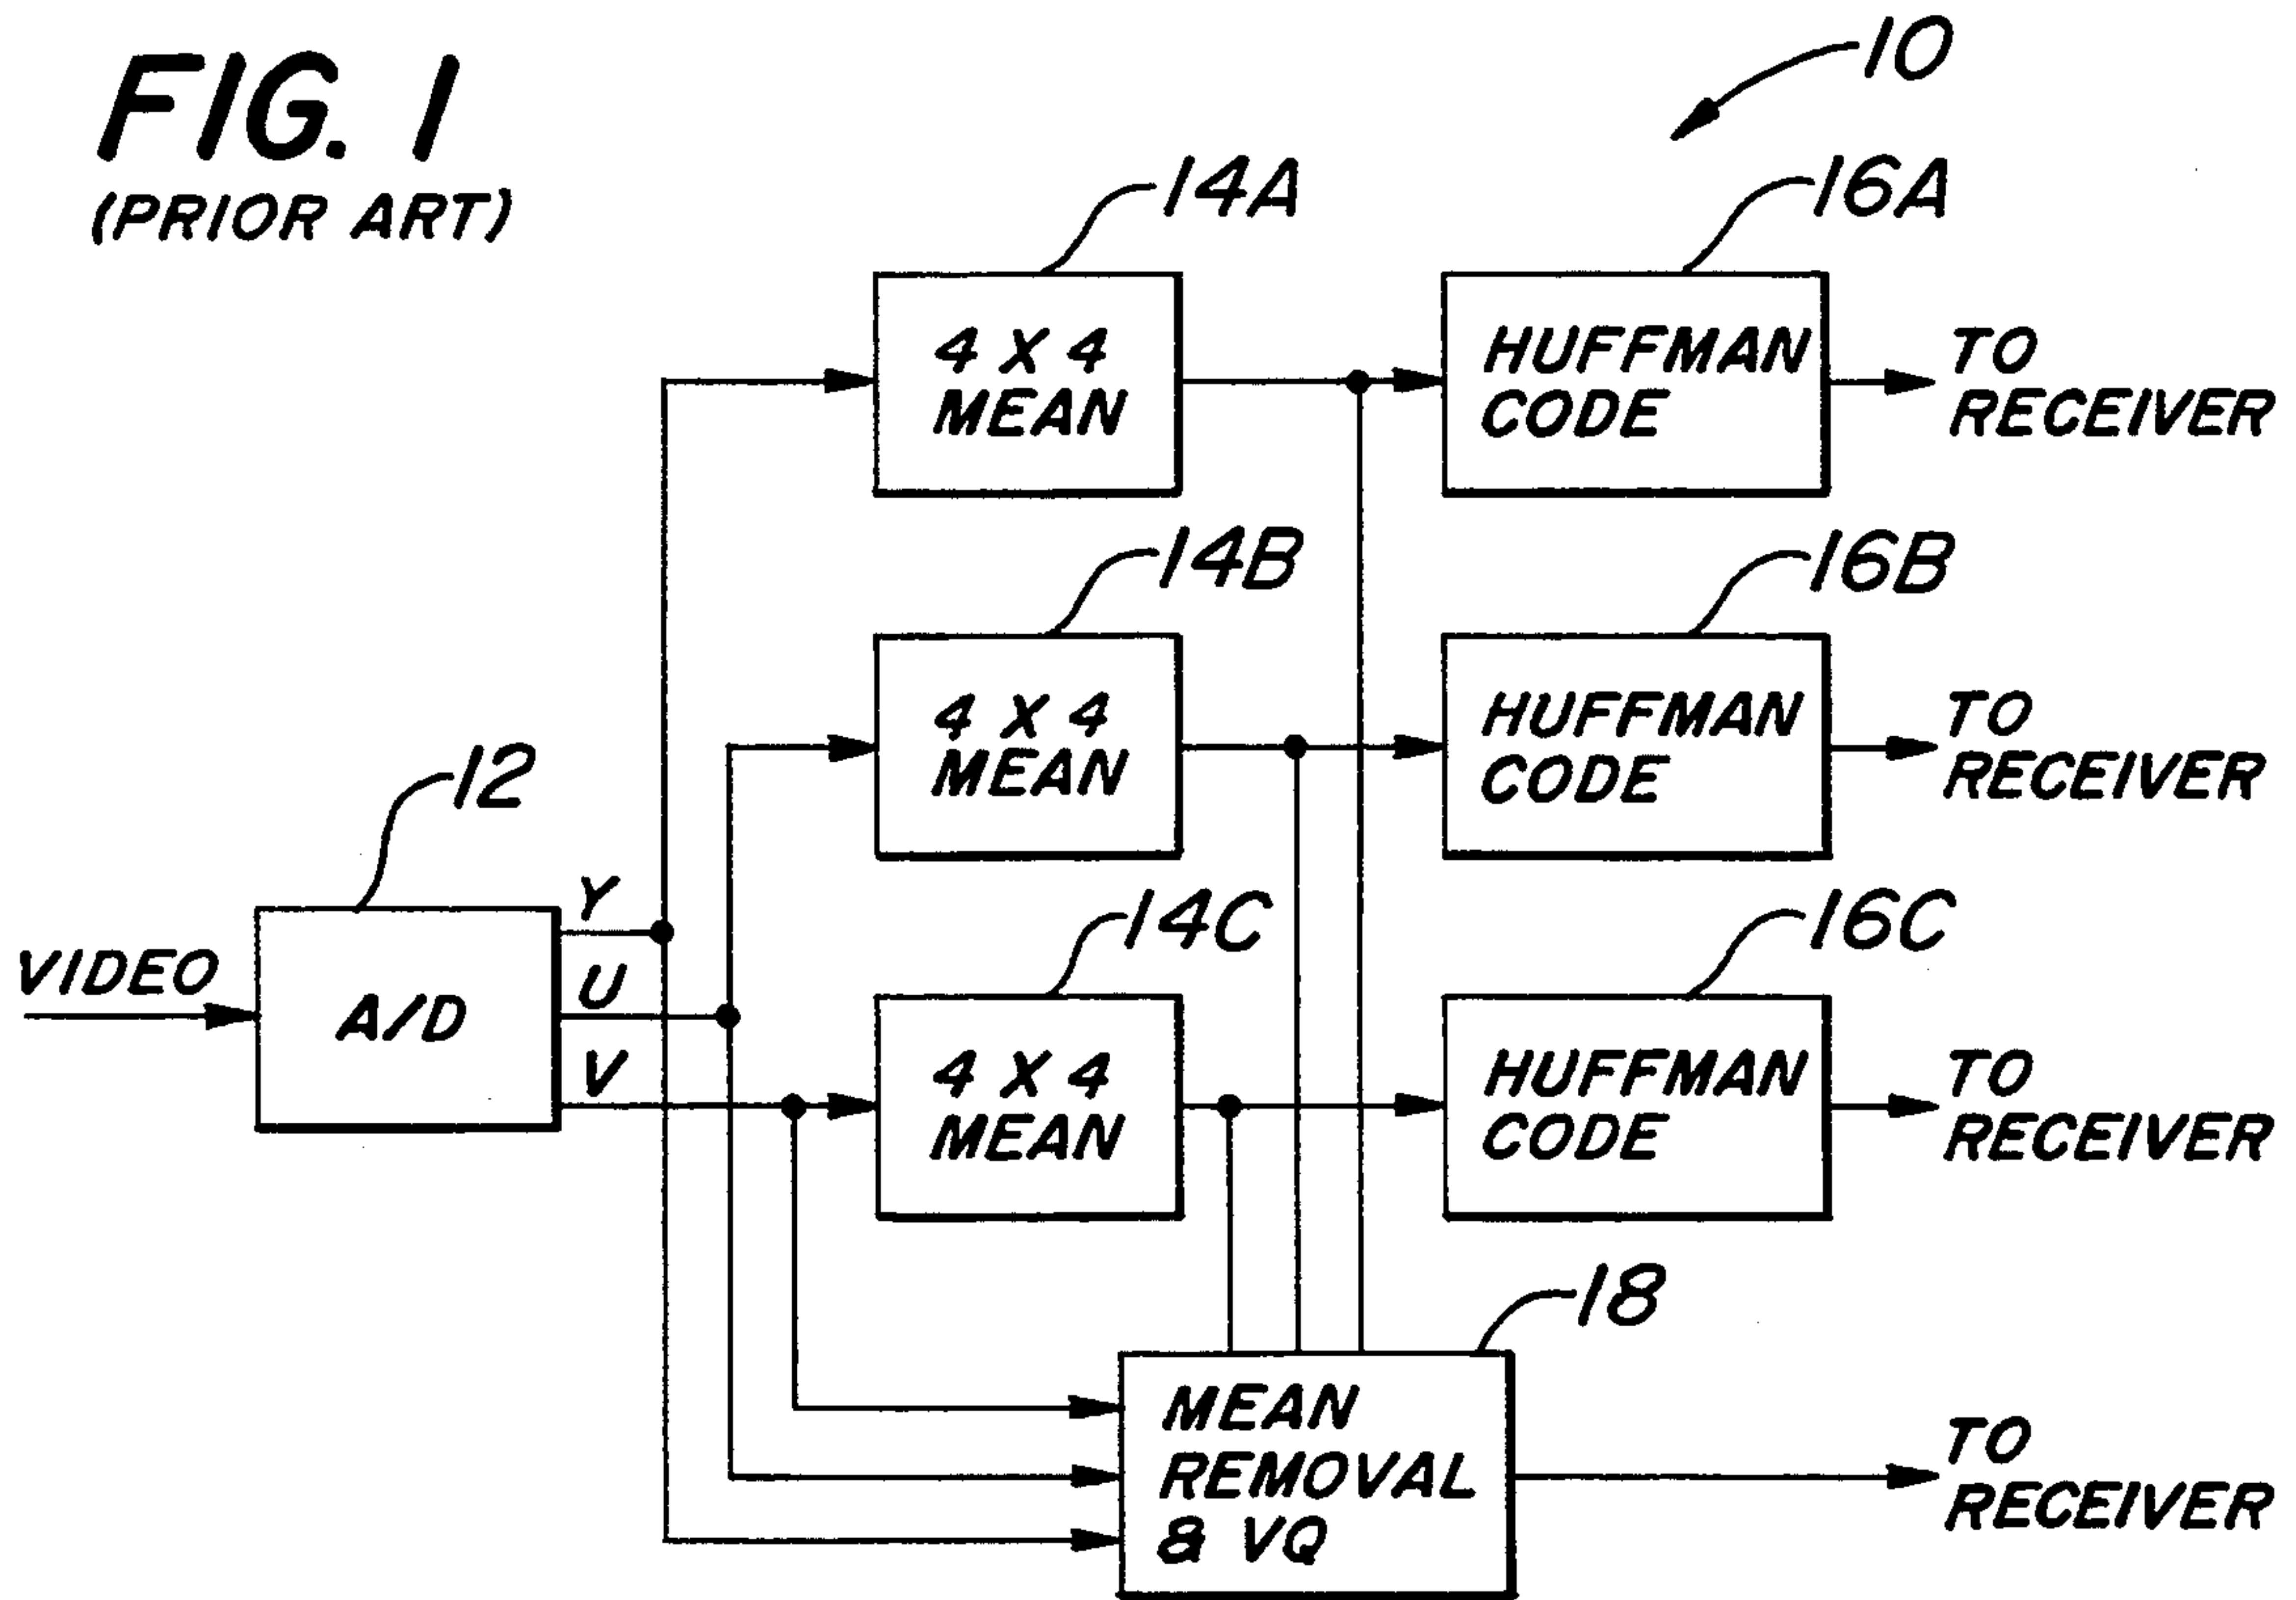 FIG. 1
(PRIOR ART)
10
14A
16A
4 X 4
MEAN
HUFFMAN
CODE
TO
RECEIVER
14B
16B
4 X 4
MEAN
HUFFMAN
CODE
TO
RECEIVER
12
14C
16C
VIDEO
A/D
Y
U
V
4 X 4
MEAN
HUFFMAN
CODE
TO
RECEIVER
18
MEAN
REMOVAL
& VQ
TO
RECEIVER